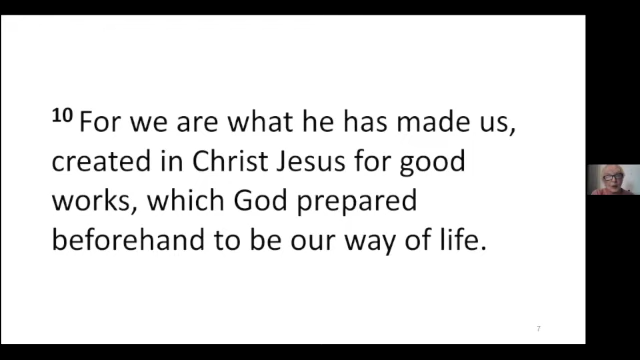 10 For we are what he has made us,
created in Christ Jesus for good
works, which God prepared
beforehand to be our way of life.
7